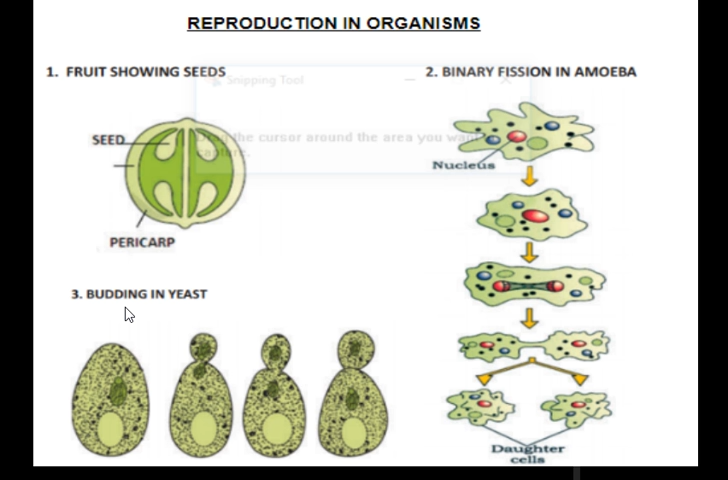 REPRODUCTION IN ORGANISMS
1. FRUIT SHOWING SEEDS
2. BINARY FISSION IN AMOEBA
Snipping Tool
SEED
the cursor around the area you want
capture.
PERICARP
Nucleus
3. BUDDING IN YEAST
Daughter
cells